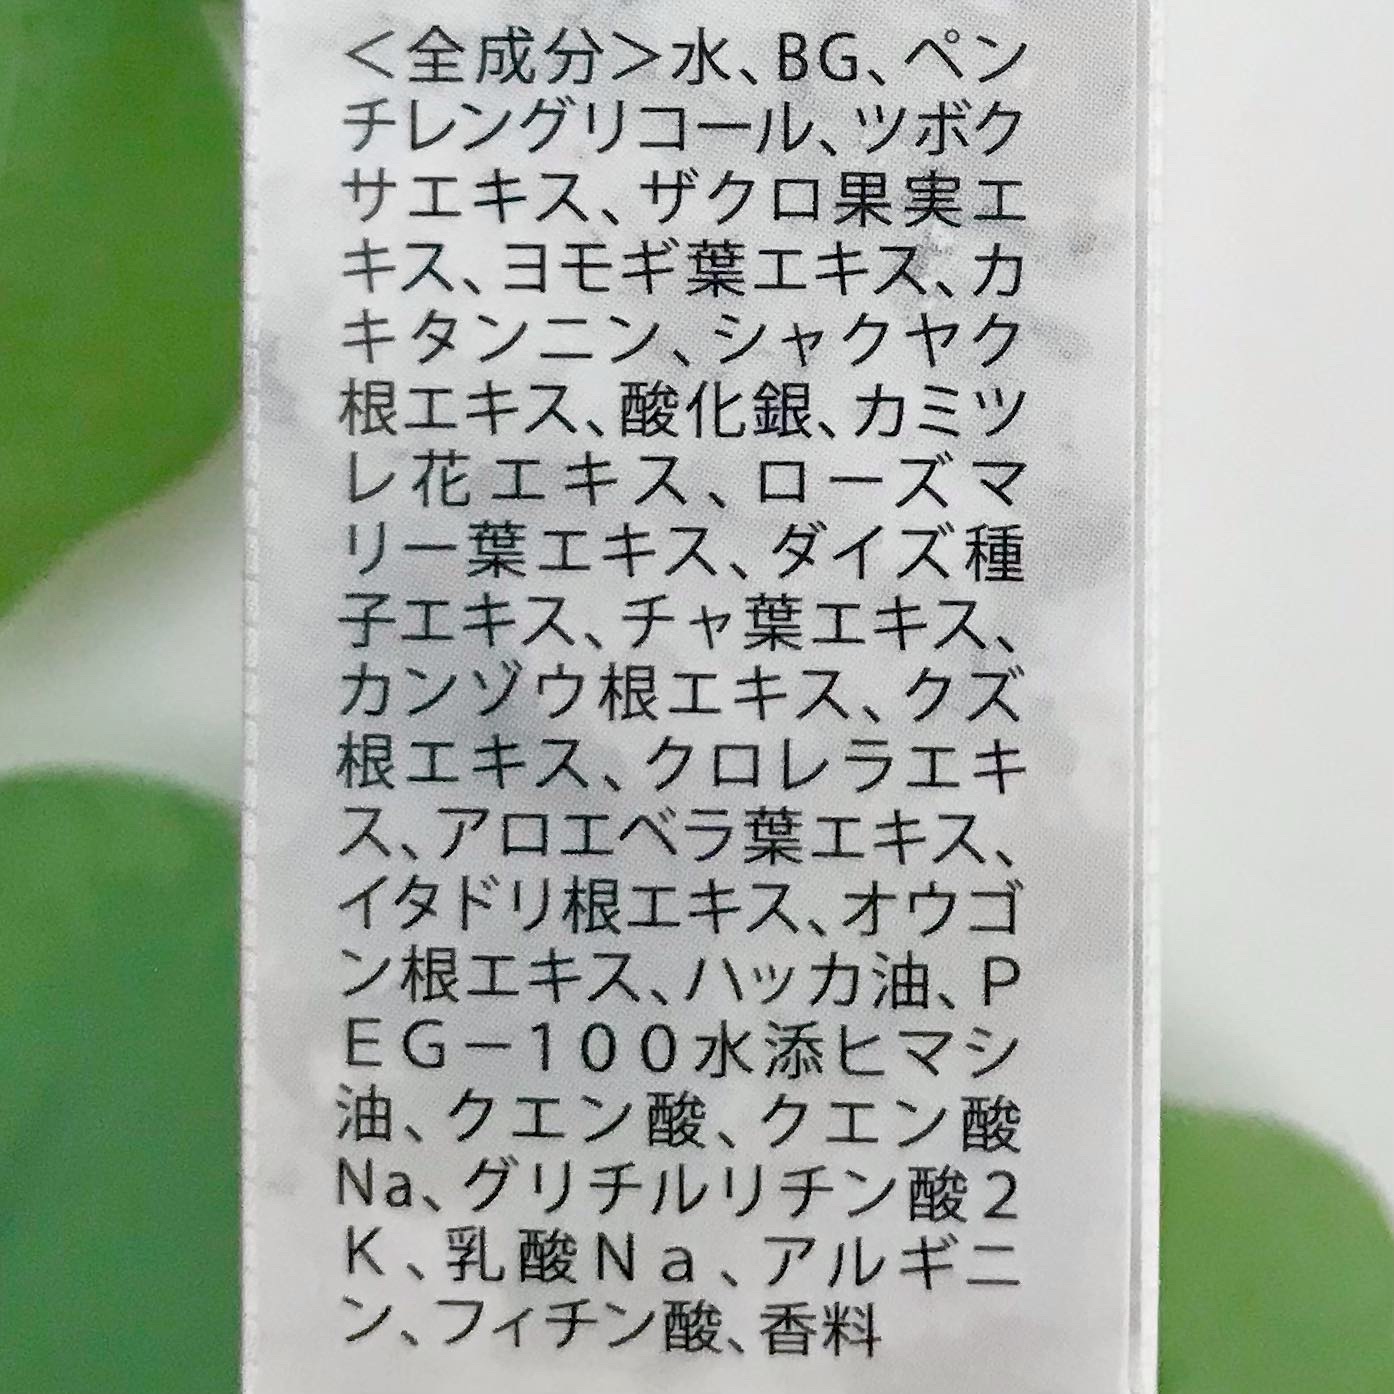 ＜全成分＞水、BG、ペン
チレングリコール、ツボク
サエキス、ザクロ果実エ
キス、ヨモギ葉エキス、カ
キタンニン、シャクヤク
根エキス、酸化銀、カミツ
レ花エキス、ローズマ
リー葉エキス、ダイズ種
子エキス、チャ葉エキス、
カンゾウ根エキス、クズ
根エキス、クロレラエキ
ス、アロエベラ葉エキス、
イタドリ根エキス、オウゴ
ン根エキス、ハッカ油、Ｐ
ＥＧ－１００水添ヒマシ
油、クエン酸、クエン酸
Na、グリチルリチン酸２
Ｋ、乳酸Ｎａ、アルギニ
ン、フィチン酸、香料